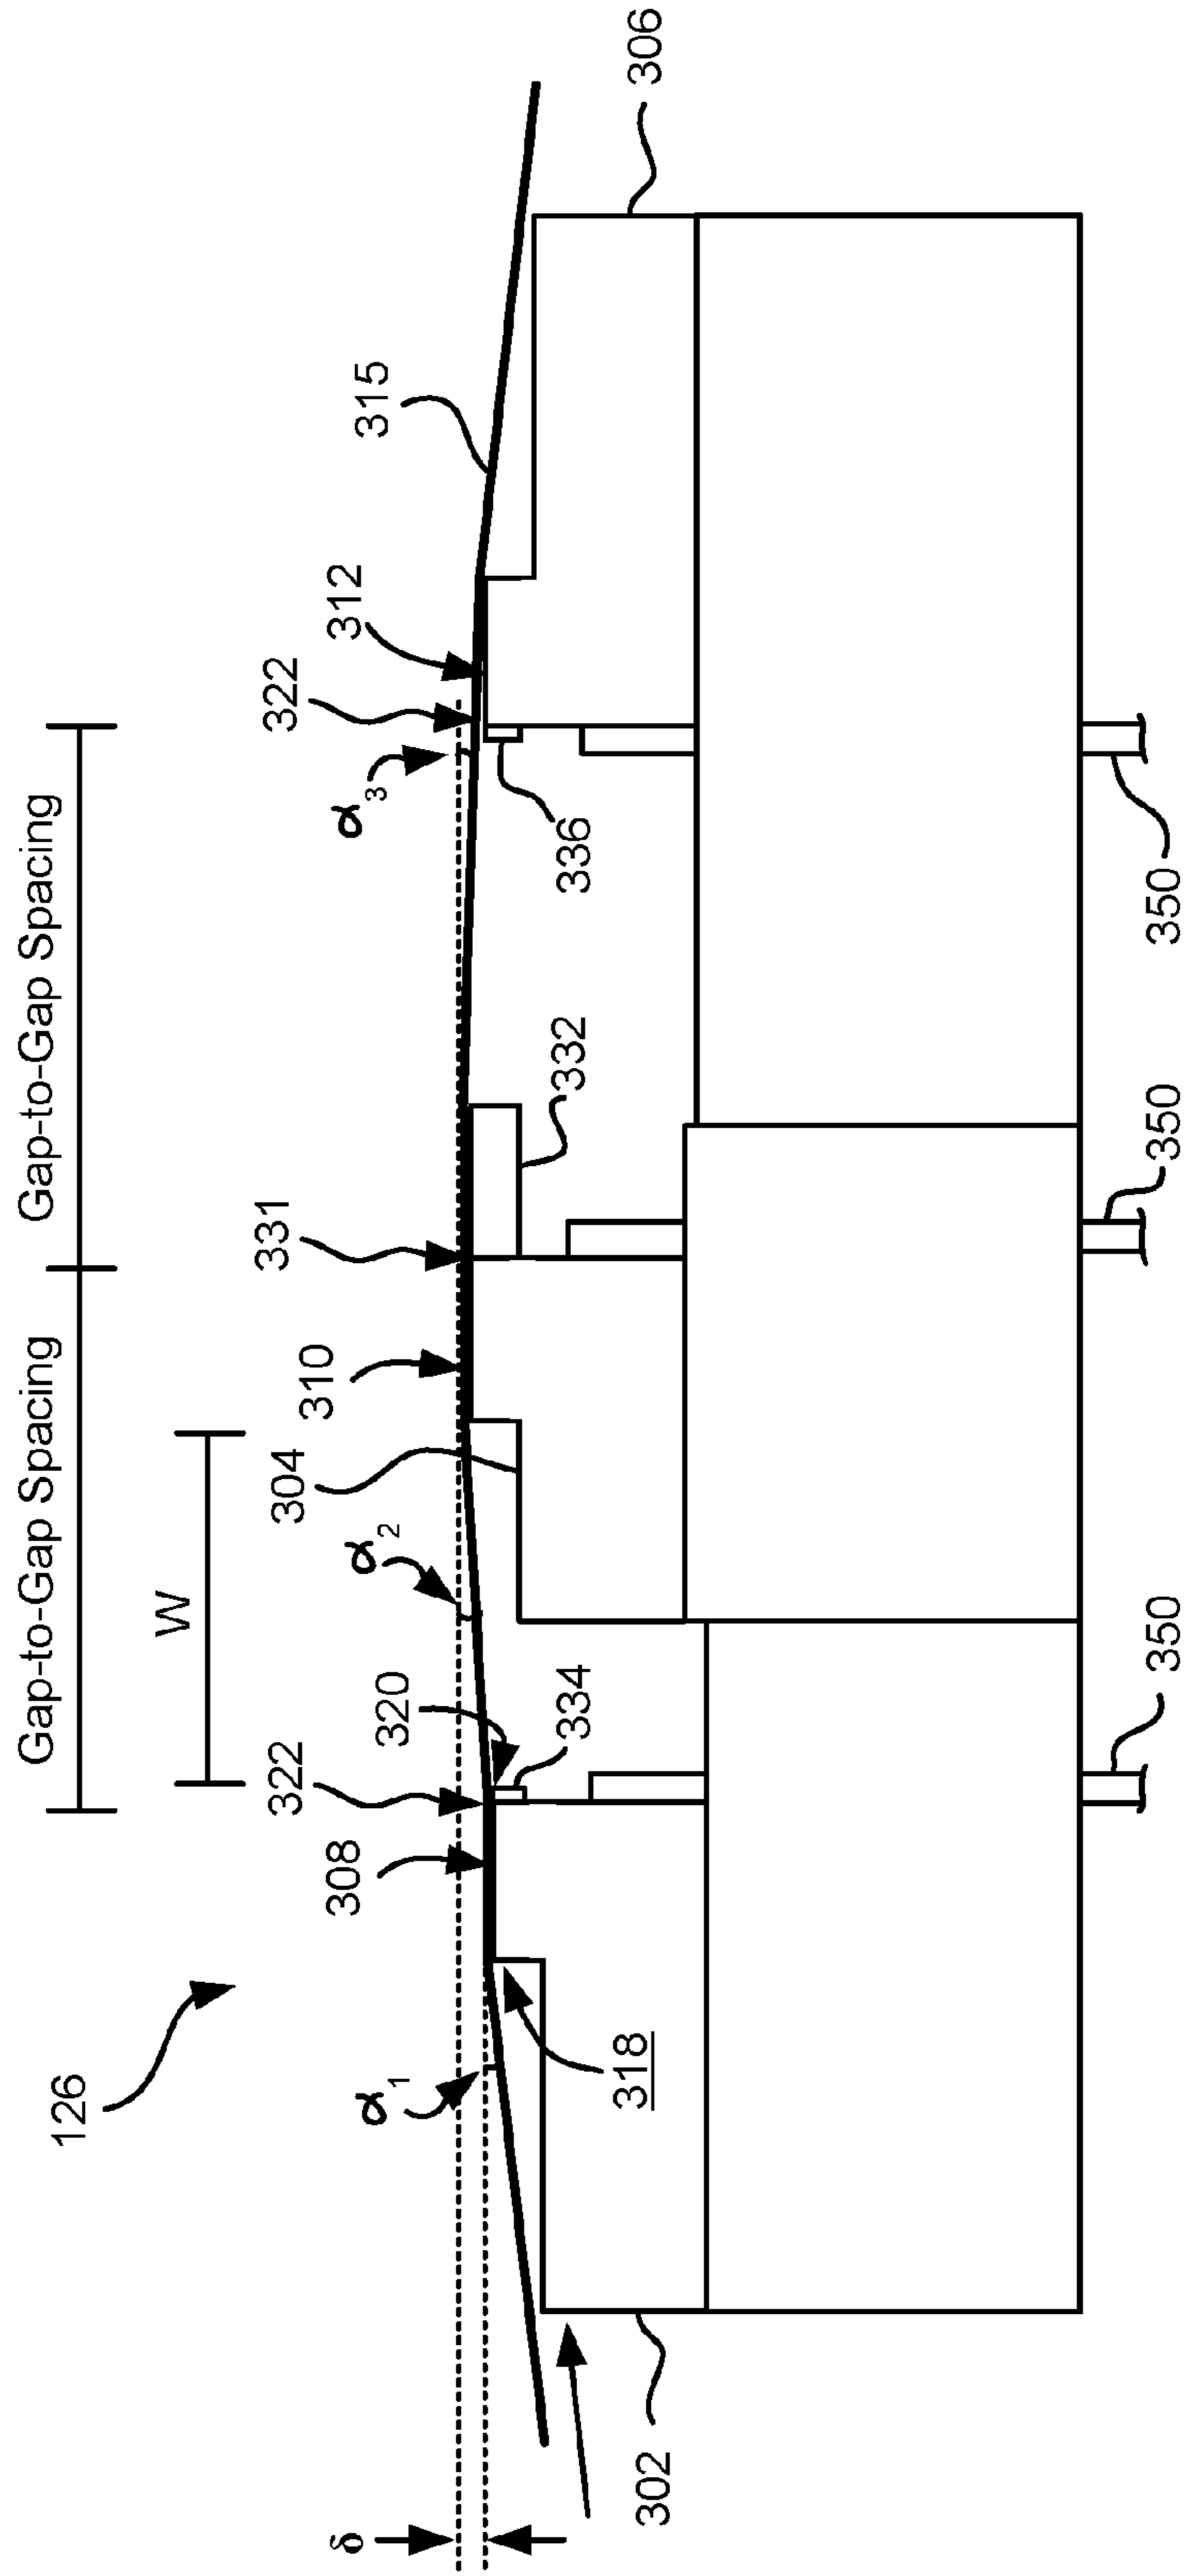 Gap-to-Gap Spacing
Gap-to-Gap Spacing
W
126
δ
α1
308
322
320
334
α2
304
310
331
332
α3
322
312
336
315
306
318
302
350
350
350